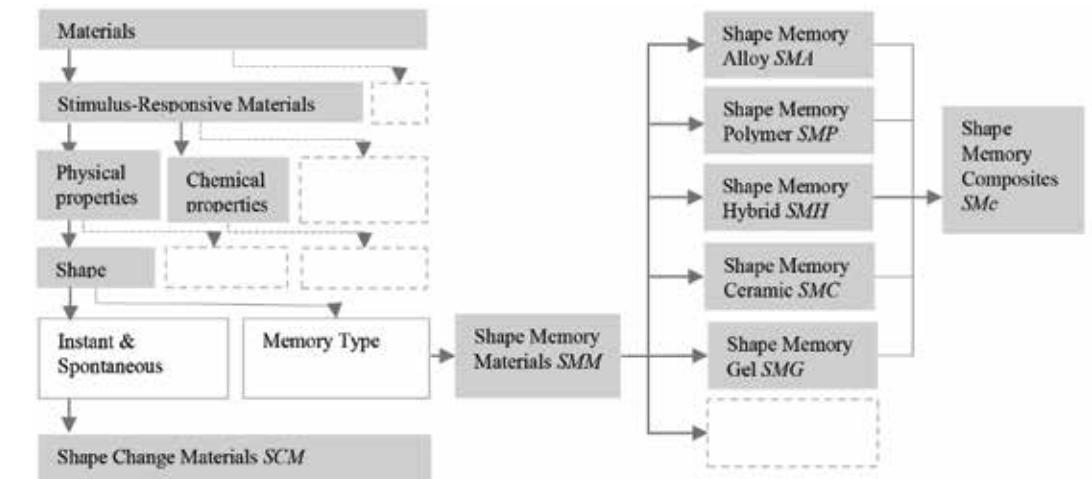 Materials
Stimulus-Responsive Materials
Physical
properties
Chemical
properties
Shape
Instant &
Spontaneous
Memory Type
Shape Change Materials SCM
Shape Memory
Materials SMM
Shape Memory
Alloy SMA
Shape Memory
Polymer SMP
Shape Memory
Hybrid SMH
Shape Memory
Ceramic SMC
Shape Memory
Gel SMG
Shape
Memory
Composites
SMc